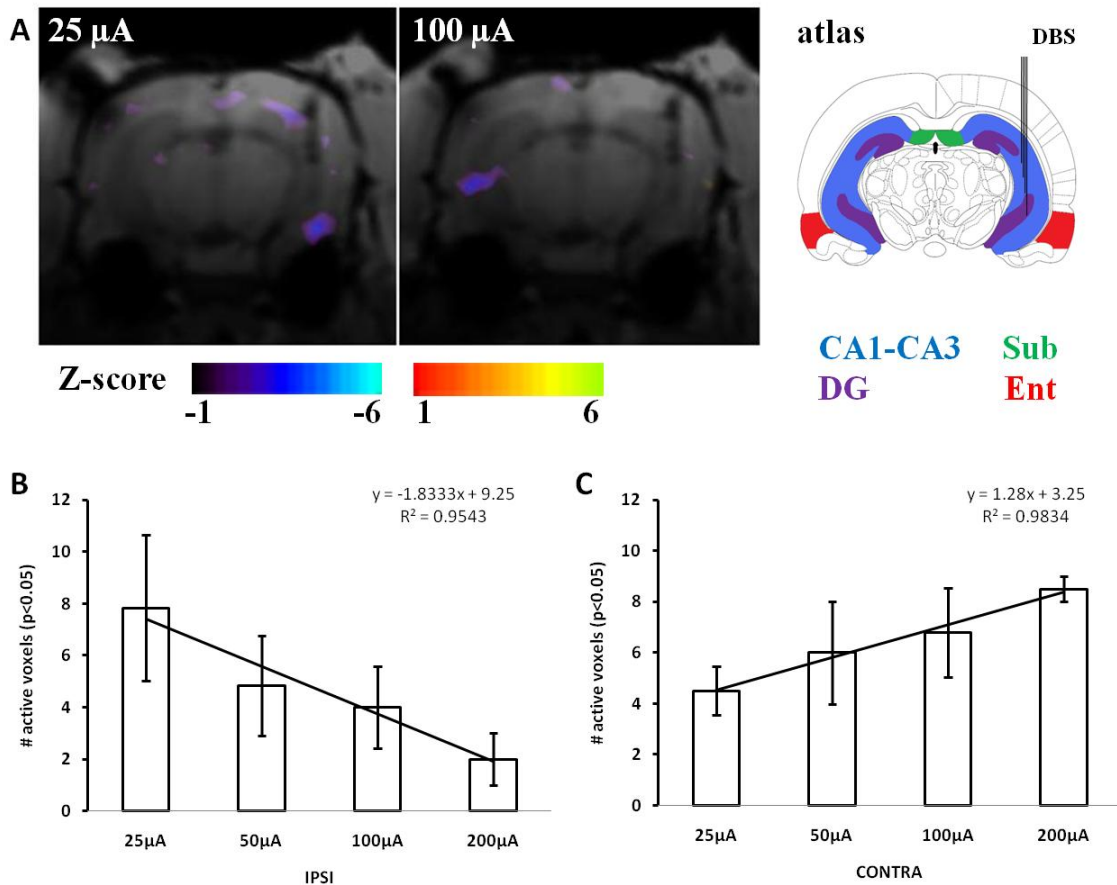 A
25 µA
100 µA
atlas
DBS
Z-score
-1
-6
1
6
CA1-CA3
Sub
DG
Ent
B
y = -1.8333x + 9.25
R² = 0.9543
# active voxels (p<0.05)
12
10
8
6
4
2
0
25µA
50µA
100µA
200µA
IPSI
C
y = 1.28x + 3.25
R² = 0.9834
# active voxels (p<0.05)
12
10
8
6
4
2
0
25µA
50µA
100µA
200µA
CONTRA